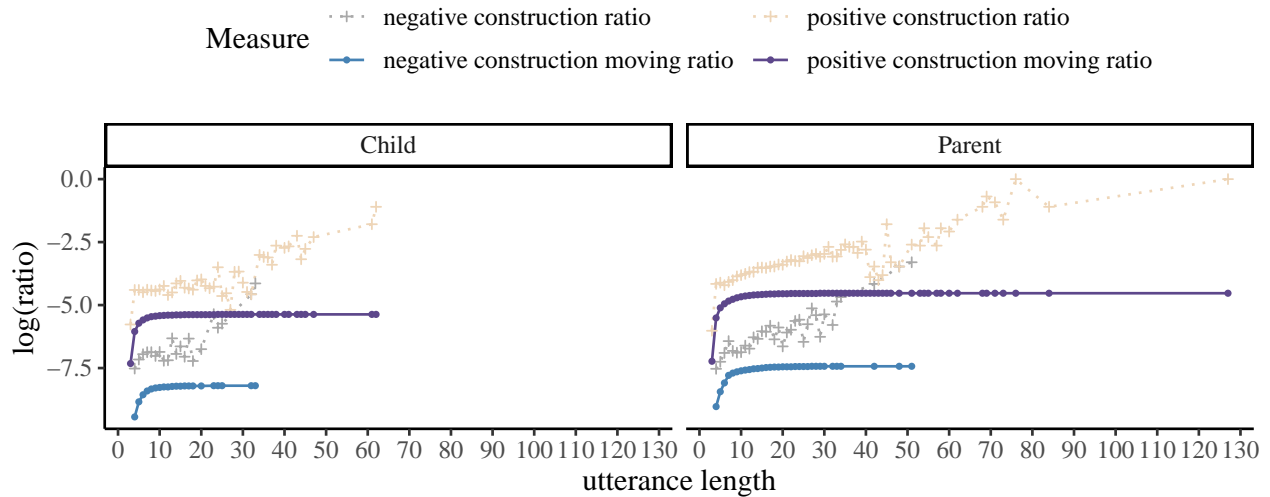 Measure
negative construction ratio
positive construction ratio
negative construction moving ratio
positive construction moving ratio
Child
Parent
log(ratio)
0.0
−2.5
−5.0
−7.5
0 10 20 30 40 50 60 70 80 90 100 110 120 130
0 10 20 30 40 50 60 70 80 90 100 110 120 130
utterance length